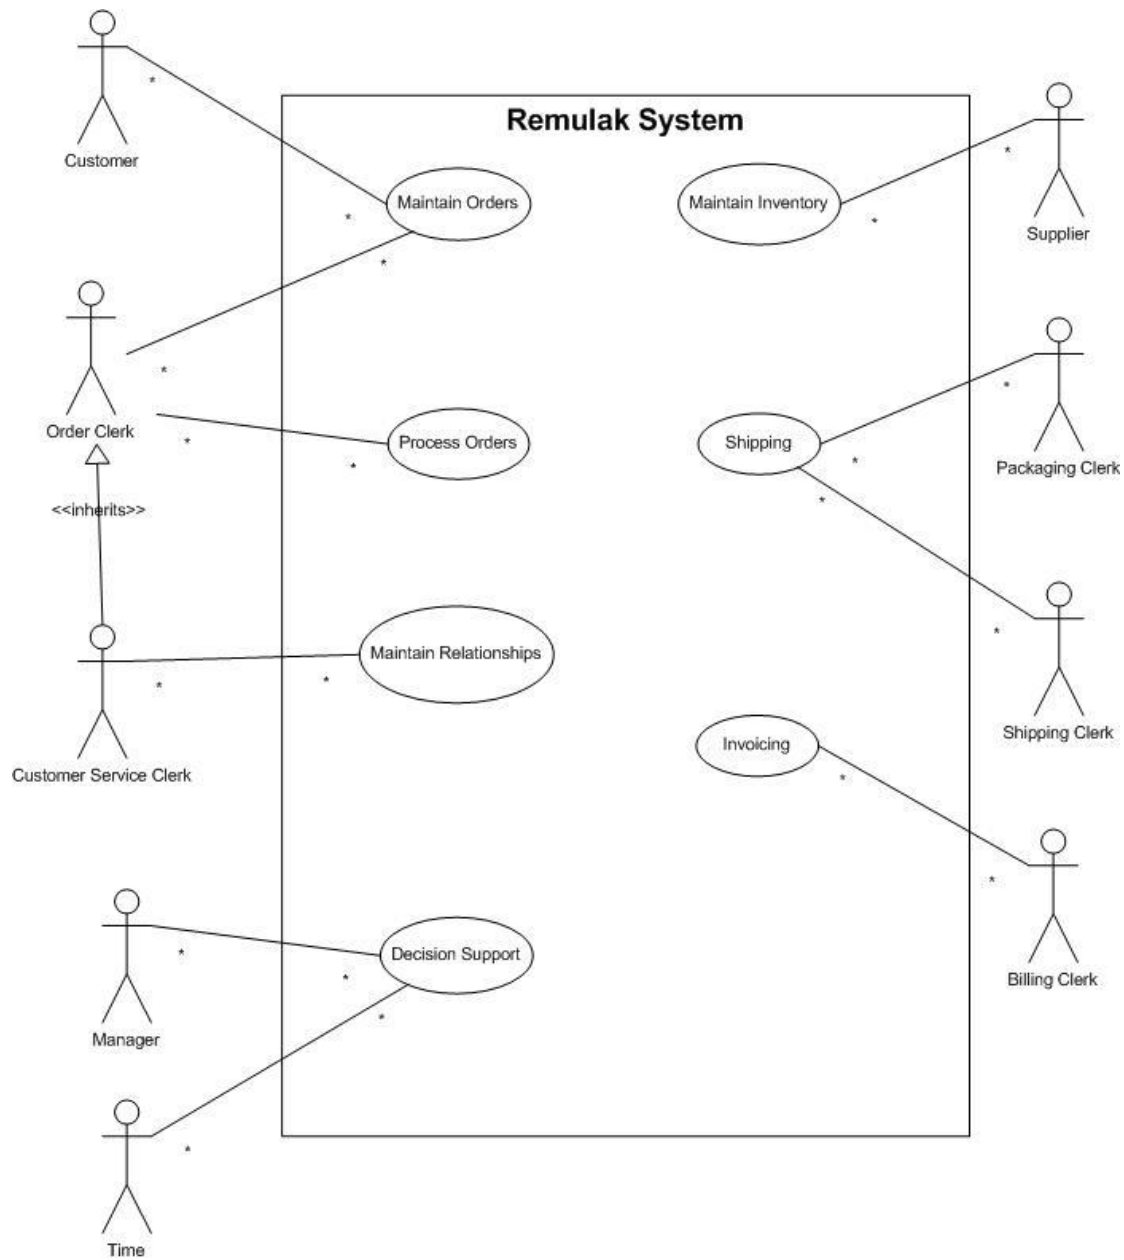 Remulak System
Customer
Maintain Orders
Maintain Inventory
Supplier
*
*
*
*
*
*
Order Clerk
Process Orders
Shipping
Packaging Clerk
*
*
*
*
<<inherits>>
*
*
Maintain Relationships
*
*
*
Customer Service Clerk
Invoicing
Shipping Clerk
*
*
Manager
Decision Support
Billing Clerk
*
*
*
*
Time